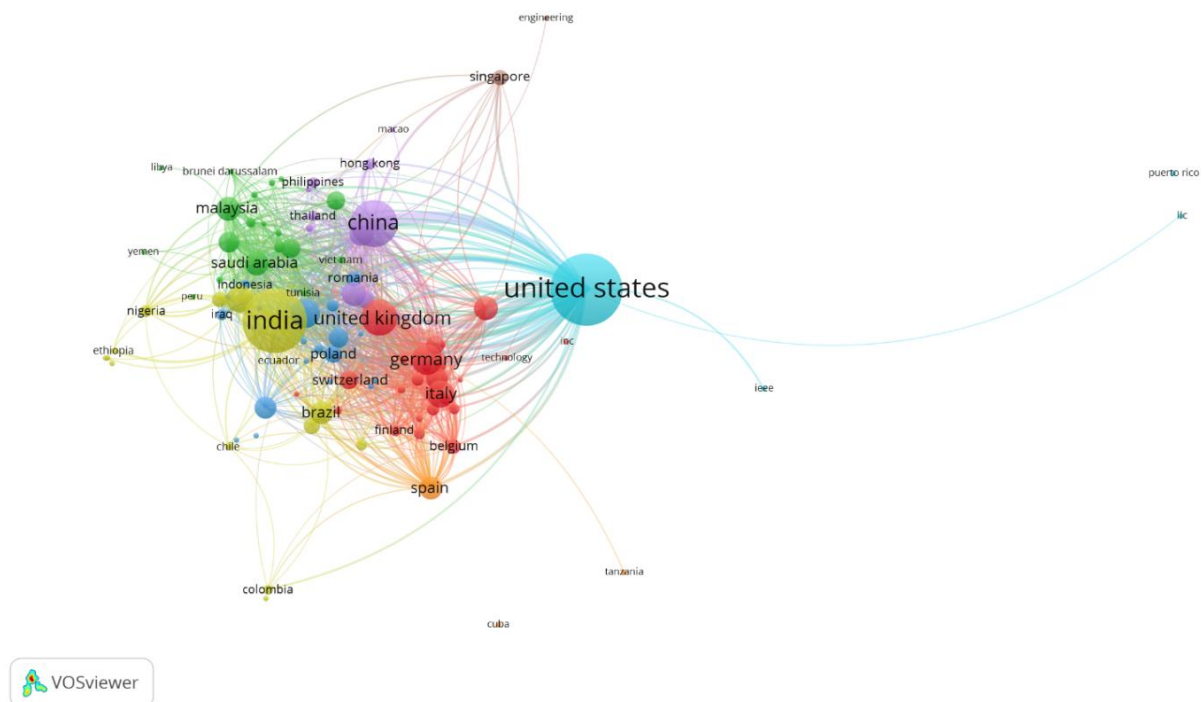 engineering
singapore
macao
hong kong
libya
brunei darussalam
puerto rico
philippines
malaysia
thailand
llc
china
yemen
saudi arabia
viet nam
romania
indonesia
united states
peru
tunisia
nigeria
iraq
india
united kingdom
inc
ethiopia
ecuador
poland
germany
technology
switzerland
ieee
italy
brazil
finland
chile
belgium
spain
tanzania
colombia
cuba
VOSviewer